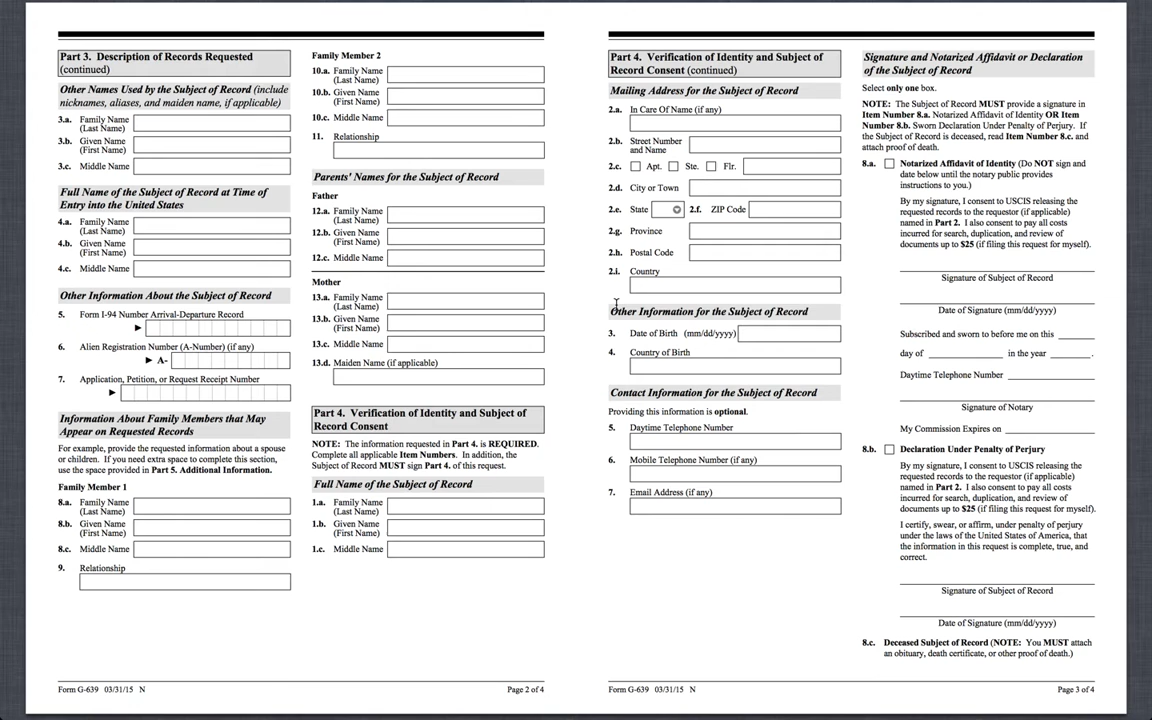 Part 3. Description of Records Requested
(continued)
Other Names Used by the Subject of Record (include
nicknames, aliases, and maiden name, if applicable)
3.a. Family Name
(Last Name)
3.b. Given Name
(First Name)
3.c. Middle Name
Full Name of the Subject of Record at Time of
Entry into the United States
4.a. Family Name
(Last Name)
4.b. Given Name
(First Name)
4.c. Middle Name
Other Information About the Subject of Record
5. Form I-94 Number Arrival-Departure Record
6. Alien Registration Number (A-Number) (if any)
A-
7. Application, Petition, or Request Receipt Number
Information About Family Members that May
Appear on Requested Records
For example, provide the requested information about a spouse
or children. If you need extra space to complete this section,
use the space provided in Part 5. Additional Information.
Family Member 1
8.a. Family Name
(Last Name)
8.b. Given Name
(First Name)
8.c. Middle Name
9. Relationship
Family Member 2
10.a. Family Name
(Last Name)
10.b. Given Name
(First Name)
10.c. Middle Name
11. Relationship
Parents' Names for the Subject of Record
Father
12.a. Family Name
(Last Name)
12.b. Given Name
(First Name)
12.c. Middle Name
Mother
13.a. Family Name
(Last Name)
13.b. Given Name
(First Name)
13.c. Middle Name
13.d. Maiden Name (if applicable)
Part 4. Verification of Identity and Subject of
Record Consent
NOTE: The information requested in Part 4. is REQUIRED.
Complete all applicable Item Numbers. In addition, the
Subject of Record MUST sign Part 4. of this request.
Full Name of the Subject of Record
1.a. Family Name
(Last Name)
1.b. Given Name
(First Name)
1.c. Middle Name
Form G-639 03/31/15 N
Page 2 of 4
Part 4. Verification of Identity and Subject of
Record Consent (continued)
Mailing Address for the Subject of Record
2.a. In Care Of Name (if any)
2.b. Street Number
and Name
2.c. Apt. Ste. Flr.
2.d. City or Town
2.e. State 2.f. ZIP Code
2.g. Province
2.h. Postal Code
2.i. Country
Other Information for the Subject of Record
3. Date of Birth (mm/dd/yyyy)
4. Country of Birth
Contact Information for the Subject of Record
Providing this information is optional.
5. Daytime Telephone Number
6. Mobile Telephone Number (if any)
7. Email Address (if any)
Signature and Notarized Affidavit or Declaration
of the Subject of Record
Select only one box.
NOTE: The Subject of Record MUST provide a signature in
Item Number 8.a. Notarized Affidavit of Identity OR Item
Number 8.b. Sworn Declaration Under Penalty of Perjury. If
the Subject of Record is deceased, read Item Number 8.c. and
attach proof of death.
8.a. Notarized Affidavit of Identity (Do NOT sign and
date below until the notary public provides
instructions to you.)
By my signature, I consent to USCIS releasing the
requested records to the requestor (if applicable)
named in Part 2. I also consent to pay all costs
incurred for search, duplication, and review of
documents up to $25 (if filing this request for myself).
Signature of Subject of Record
Date of Signature (mm/dd/yyyy)
Subscribed and sworn to before me on this
day of in the year .
Daytime Telephone Number
Signature of Notary
My Commission Expires on
8.b. Declaration Under Penalty of Perjury
By my signature, I consent to USCIS releasing the
requested records to the requestor (if applicable)
named in Part 2. I also consent to pay all costs
incurred for search, duplication, and review of
documents up to $25 (if filing this request for myself).
I certify, swear, or affirm, under penalty of perjury
under the laws of the United States of America, that
the information in this request is complete, true, and
correct.
Signature of Subject of Record
Date of Signature (mm/dd/yyyy)
8.c. Deceased Subject of Record (NOTE: You MUST attach
an obituary, death certificate, or other proof of death.)
Form G-639 03/31/15 N
Page 3 of 4